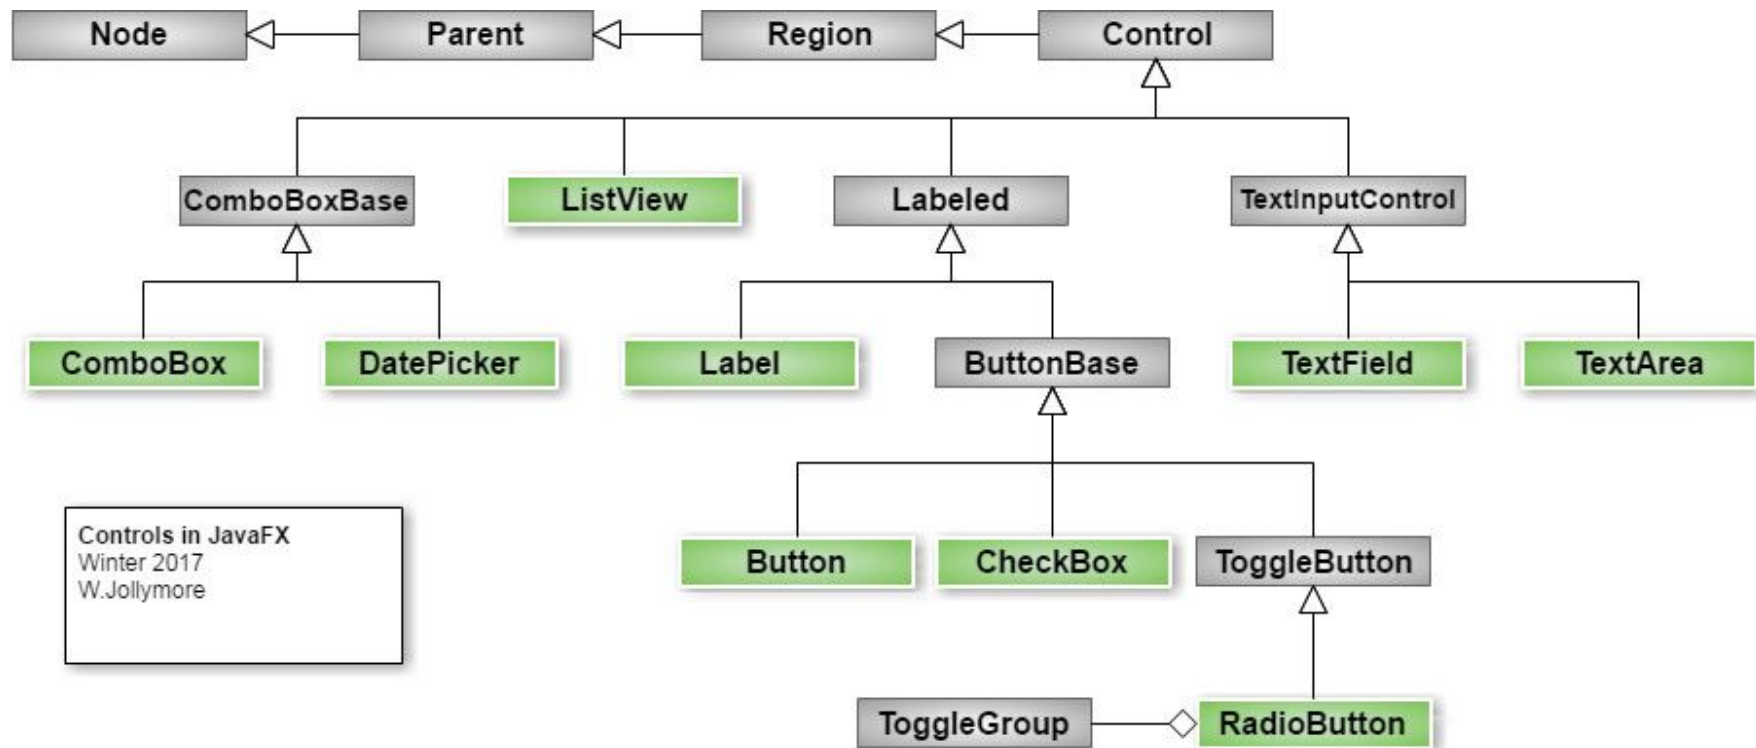 Node
Parent
Region
Control
ComboBoxBase
ListView
Labeled
TextInputControl
ComboBox
DatePicker
Label
ButtonBase
TextField
TextArea
Controls in JavaFX
Winter 2017
W.Jollymore
Button
CheckBox
ToggleButton
ToggleGroup
RadioButton